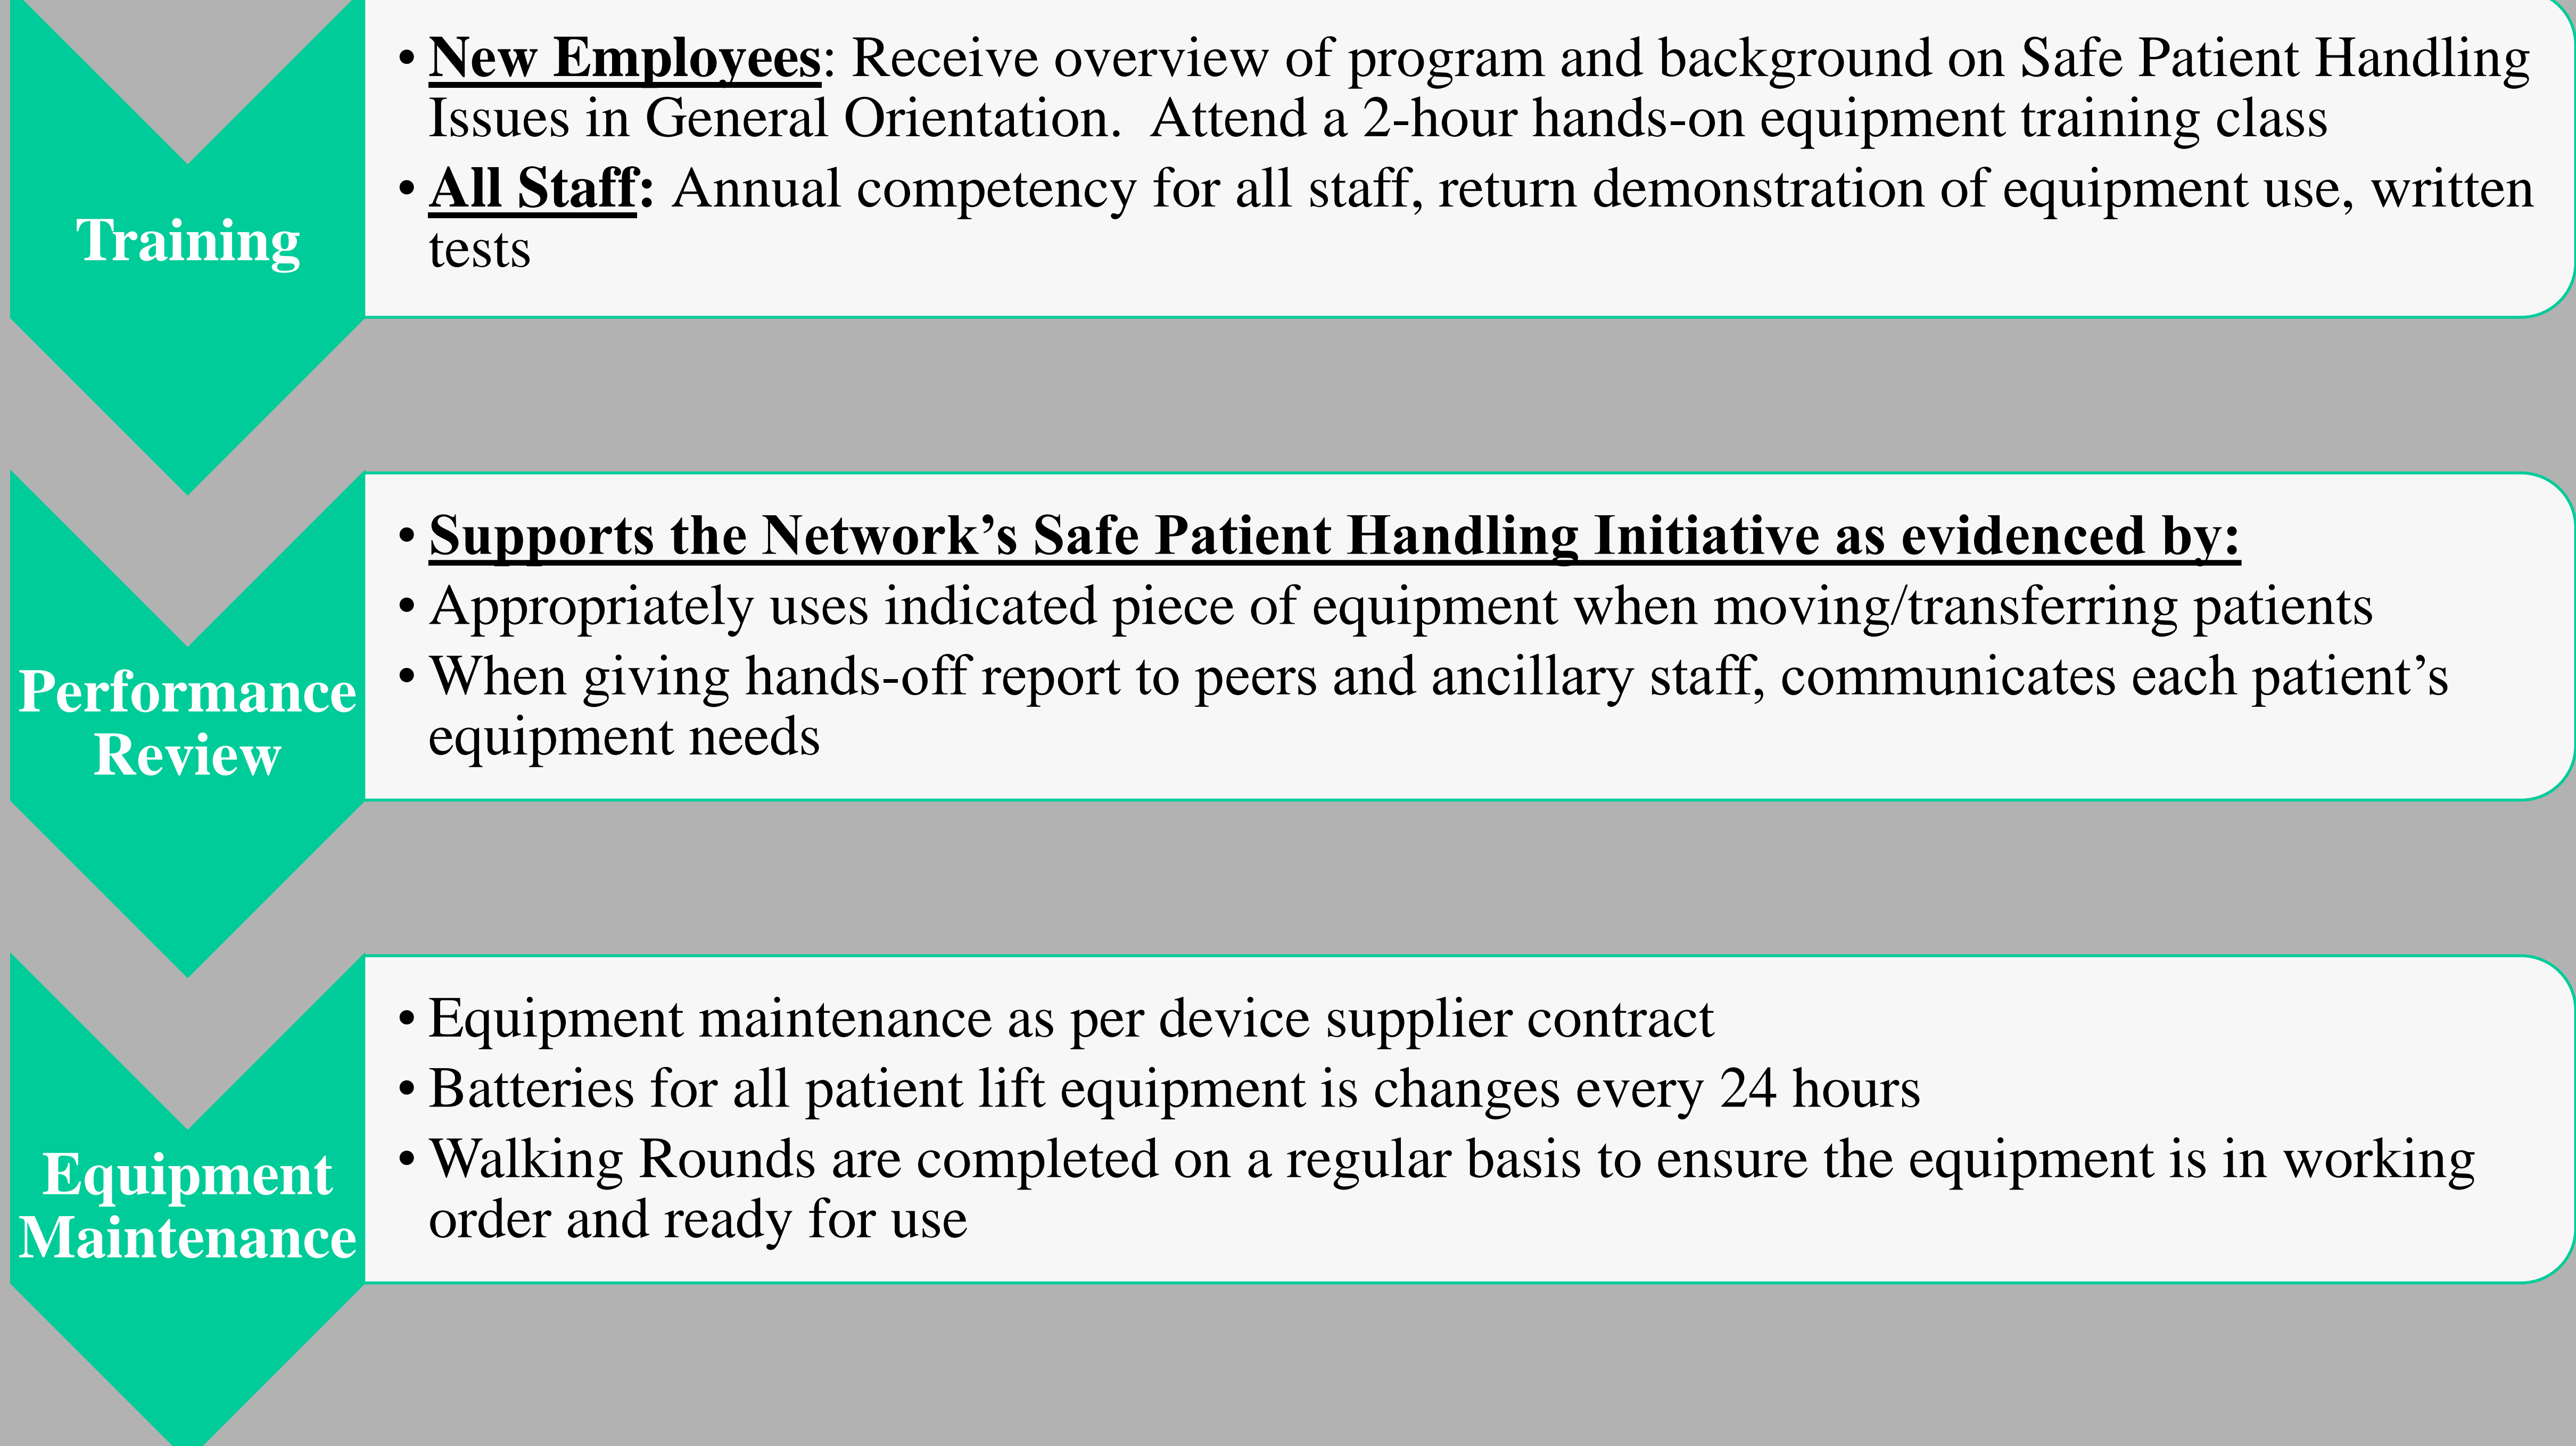 Training
• New Employees: Receive overview of program and background on Safe Patient Handling
Issues in General Orientation.  Attend a 2-hour hands-on equipment training class
• All Staff: Annual competency for all staff, return demonstration of equipment use, written
tests
Performance
Review
• Supports the Network’s Safe Patient Handling Initiative as evidenced by:
• Appropriately uses indicated piece of equipment when moving/transferring patients
• When giving hands-off report to peers and ancillary staff, communicates each patient’s
equipment needs
Equipment
Maintenance
• Equipment maintenance as per device supplier contract
• Batteries for all patient lift equipment is changes every 24 hours
• Walking Rounds are completed on a regular basis to ensure the equipment is in working
order and ready for use